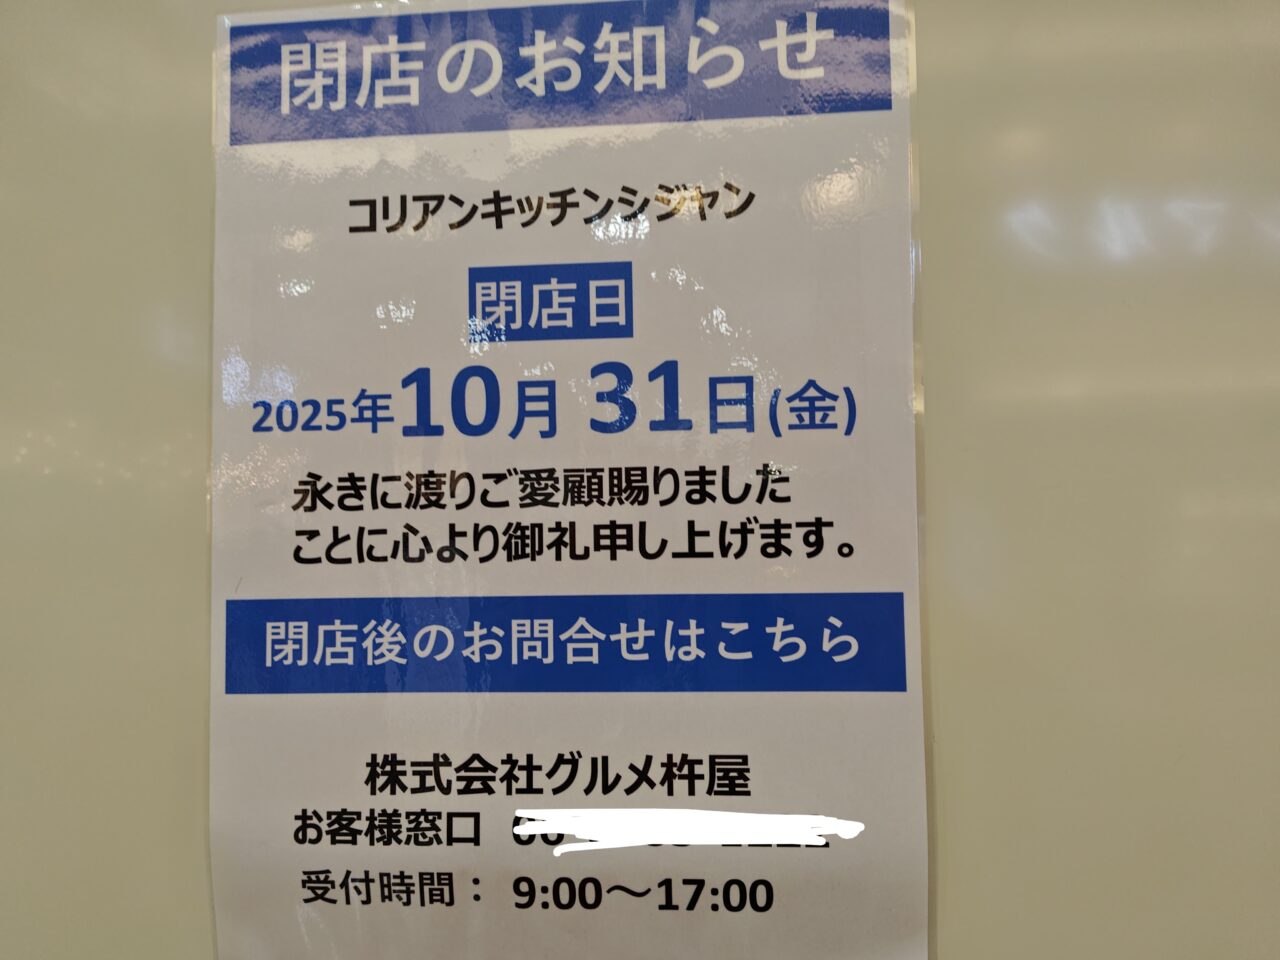 閉店のお知らせ
コリアンキッチンシジャン
閉店日
2025年10月31日(金)
永きに渡りご愛顧賜りました
ことに心より御礼申し上げます。
閉店後のお問合せはこちら
株式会社グルメ杵屋
お客様窓口
受付時間： 9:00～17:00